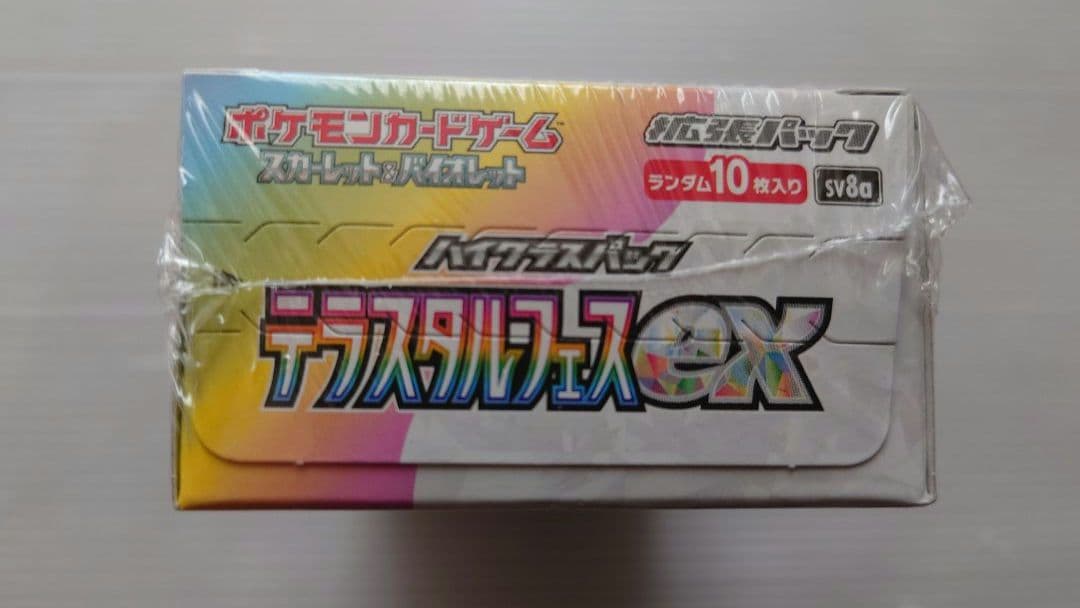 ポケモンカードゲーム™
スカーレット&バイオレット
拡張パック
ランダム10枚入り SV8a
ハイクラスパック
テラスタルフェスex